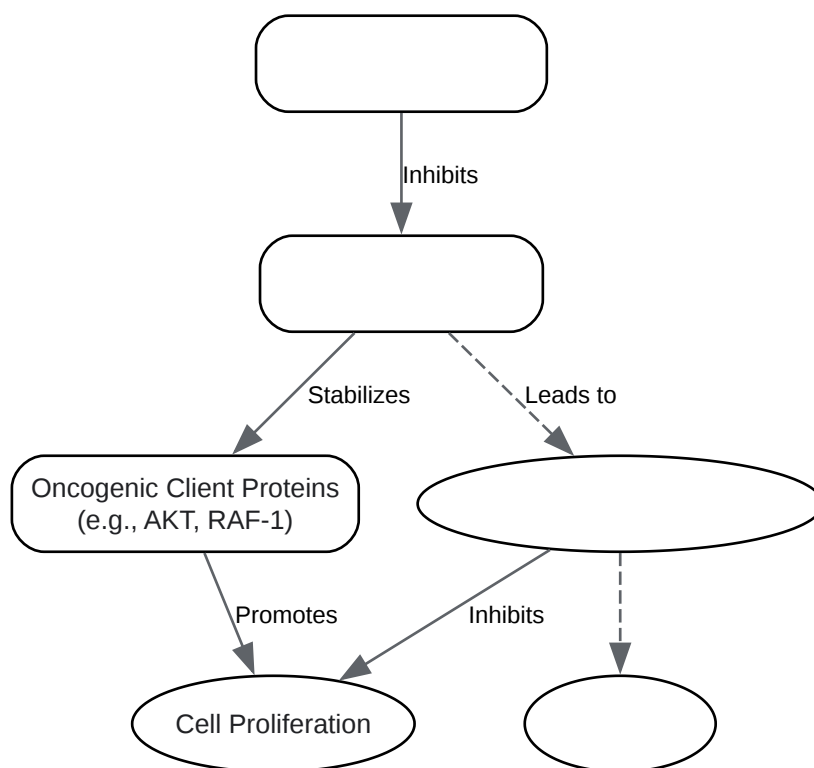 Inhibits
Stabilizes
Leads to
Oncogenic Client Proteins
(e.g., AKT, RAF-1)
Promotes
Inhibits
Cell Proliferation